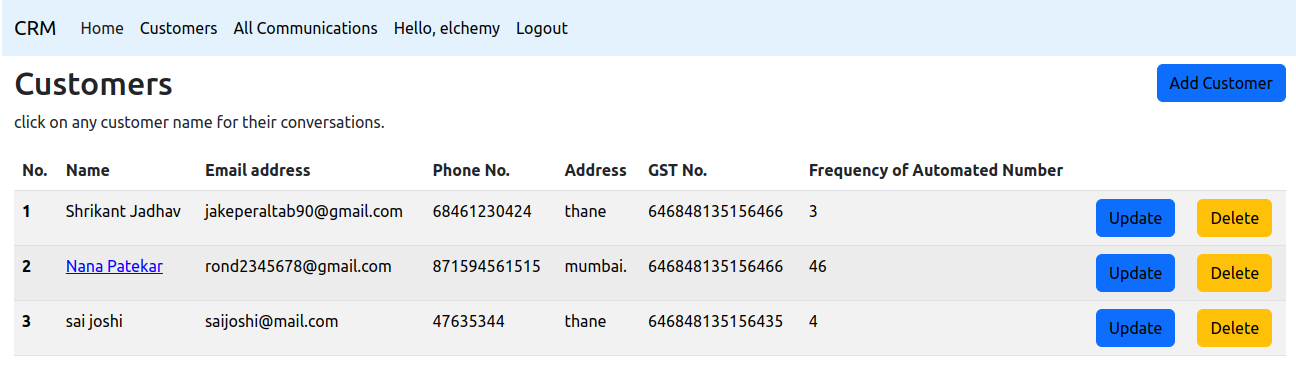 CRM Home Customers All Communications Hello, elchemy Logout
Customers Add Customer
click on any customer name for their conversations.
No. Name Email address Phone No. Address GST No. Frequency of Automated Number
1 Shrikant Jadhav jakeperaltab90@gmail.com 68461230424 thane 646848135156466 3 Update Delete
2 Nana Patekar rond2345678@gmail.com 871594561515 mumbai. 646848135156466 46 Update Delete
3 sai joshi saijoshi@mail.com 47635344 thane 646848135156435 4 Update Delete